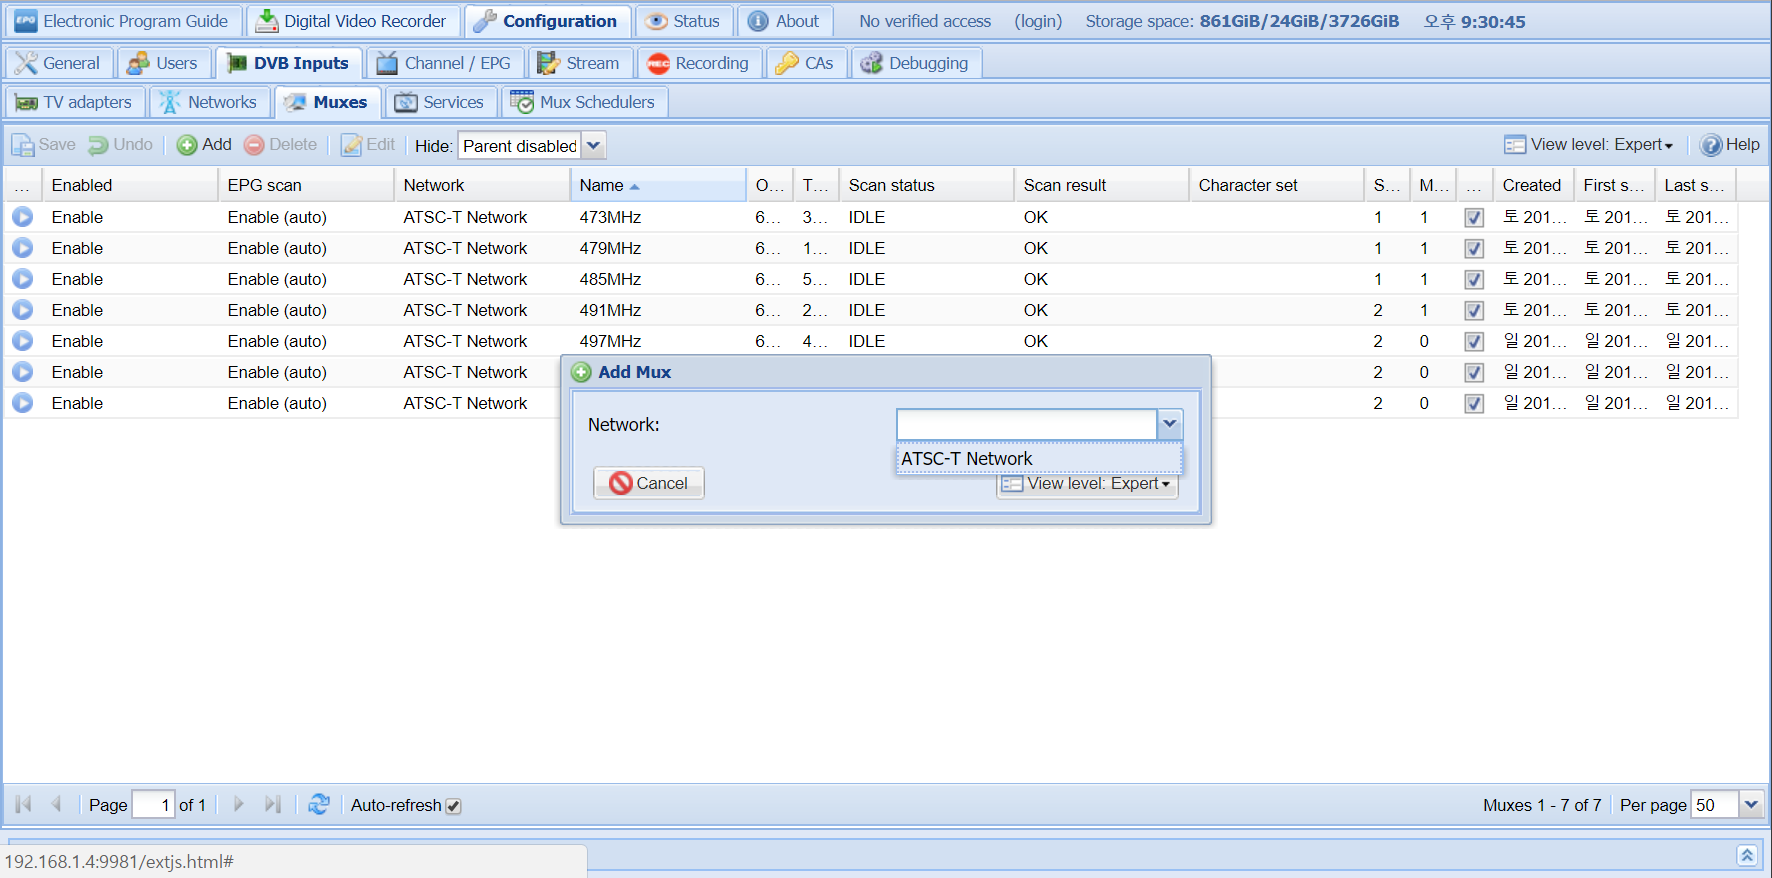 EPG Electronic Program Guide Digital Video Recorder Configuration Status About No verified access (login) Storage space: 861GiB/24GiB/3726GiB 오후 9:30:45
General Users DVB Inputs Channel / EPG Stream REC Recording CAs Debugging
TV adapters Networks Muxes Services Mux Schedulers
Save Undo Add Delete Edit Hide: Parent disabled View level: Expert Help
... Enabled EPG scan Network Name O... T... Scan status Scan result Character set S... M... ... Created First s... Last s...
Enable Enable (auto) ATSC-T Network 473MHz 6... 3... IDLE OK 1 1 토 201... 토 201... 토 201...
Enable Enable (auto) ATSC-T Network 479MHz 6... 1... IDLE OK 1 1 토 201... 토 201... 토 201...
Enable Enable (auto) ATSC-T Network 485MHz 6... 5... IDLE OK 1 1 토 201... 토 201... 토 201...
Enable Enable (auto) ATSC-T Network 491MHz 6... 2... IDLE OK 2 1 토 201... 토 201... 토 201...
Enable Enable (auto) ATSC-T Network 497MHz 6... 4... IDLE OK 2 0 일 201... 일 201... 일 201...
Enable Enable (auto) ATSC-T Network 2 0 일 201... 일 201... 일 201...
Enable Enable (auto) ATSC-T Network 2 0 일 201... 일 201... 일 201...
Add Mux
Network:
ATSC-T Network
Cancel View level: Expert
Page 1 of 1 Auto-refresh Muxes 1 - 7 of 7 Per page 50
192.168.1.4:9981/extjs.html#